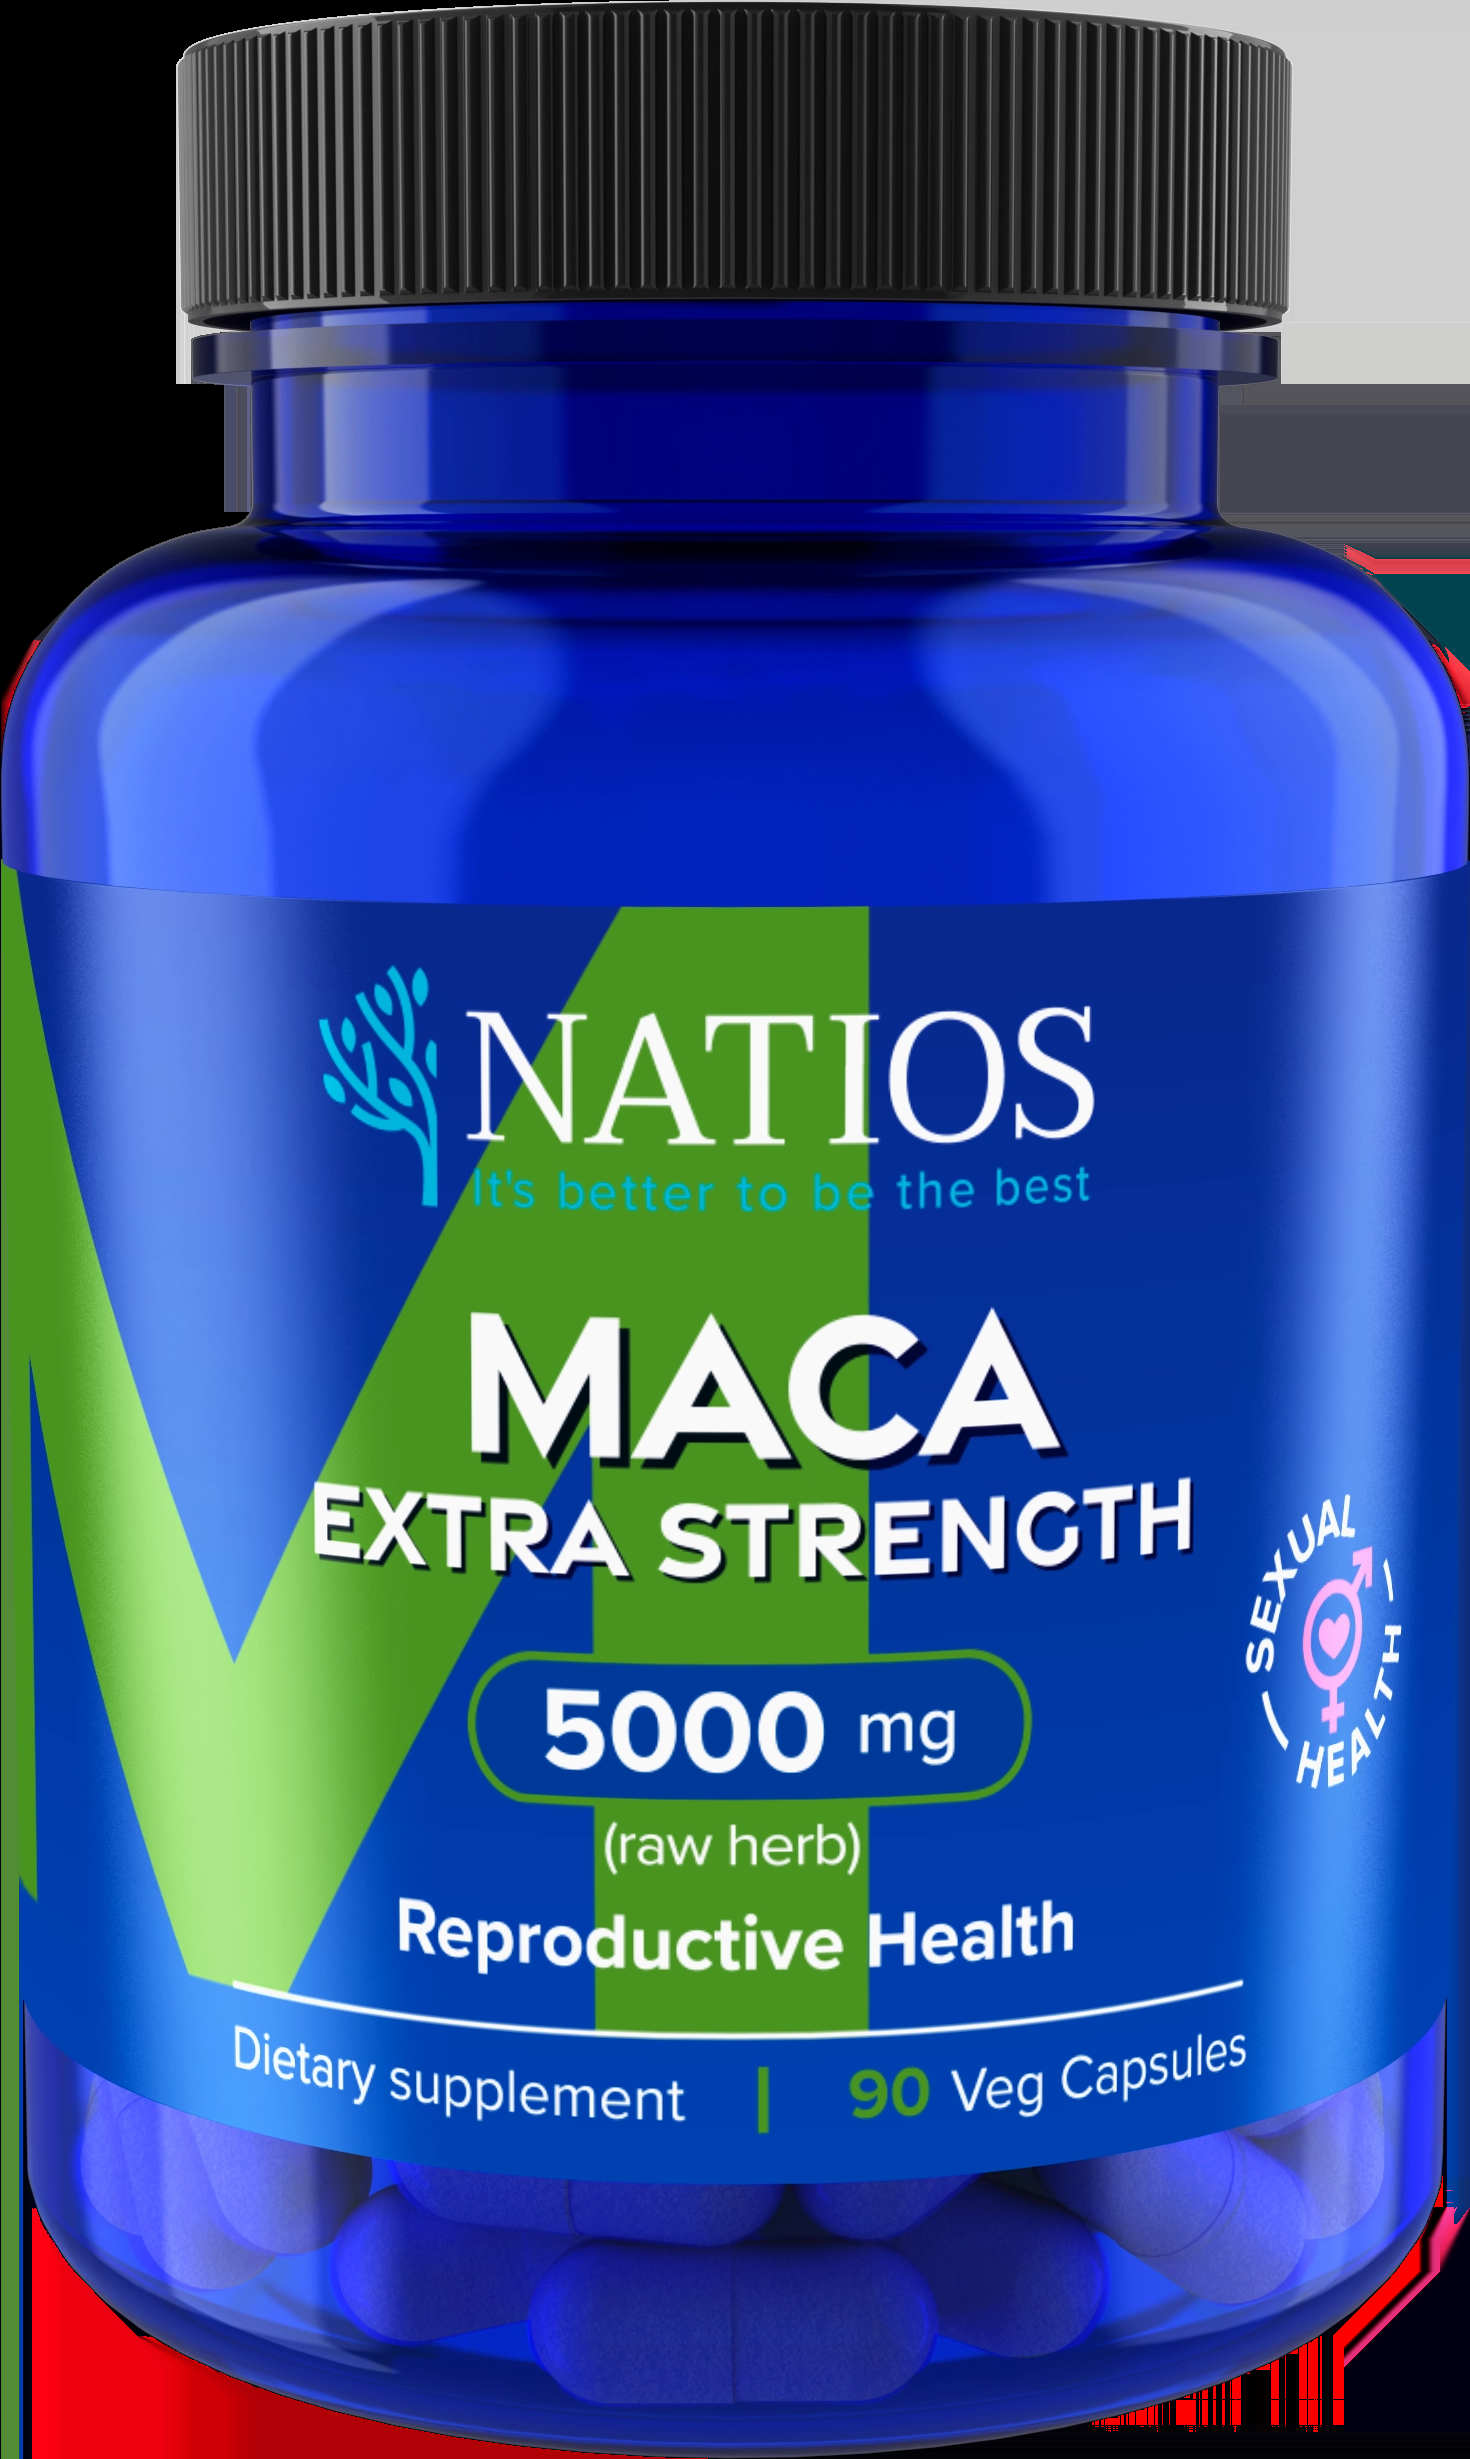 NATIOS
It's better to be the best
MACA
EXTRA STRENGTH
5000 mg
(raw herb)
Reproductive Health
SEXUAL
HEALTH
Dietary supplement | 90 Veg Capsules